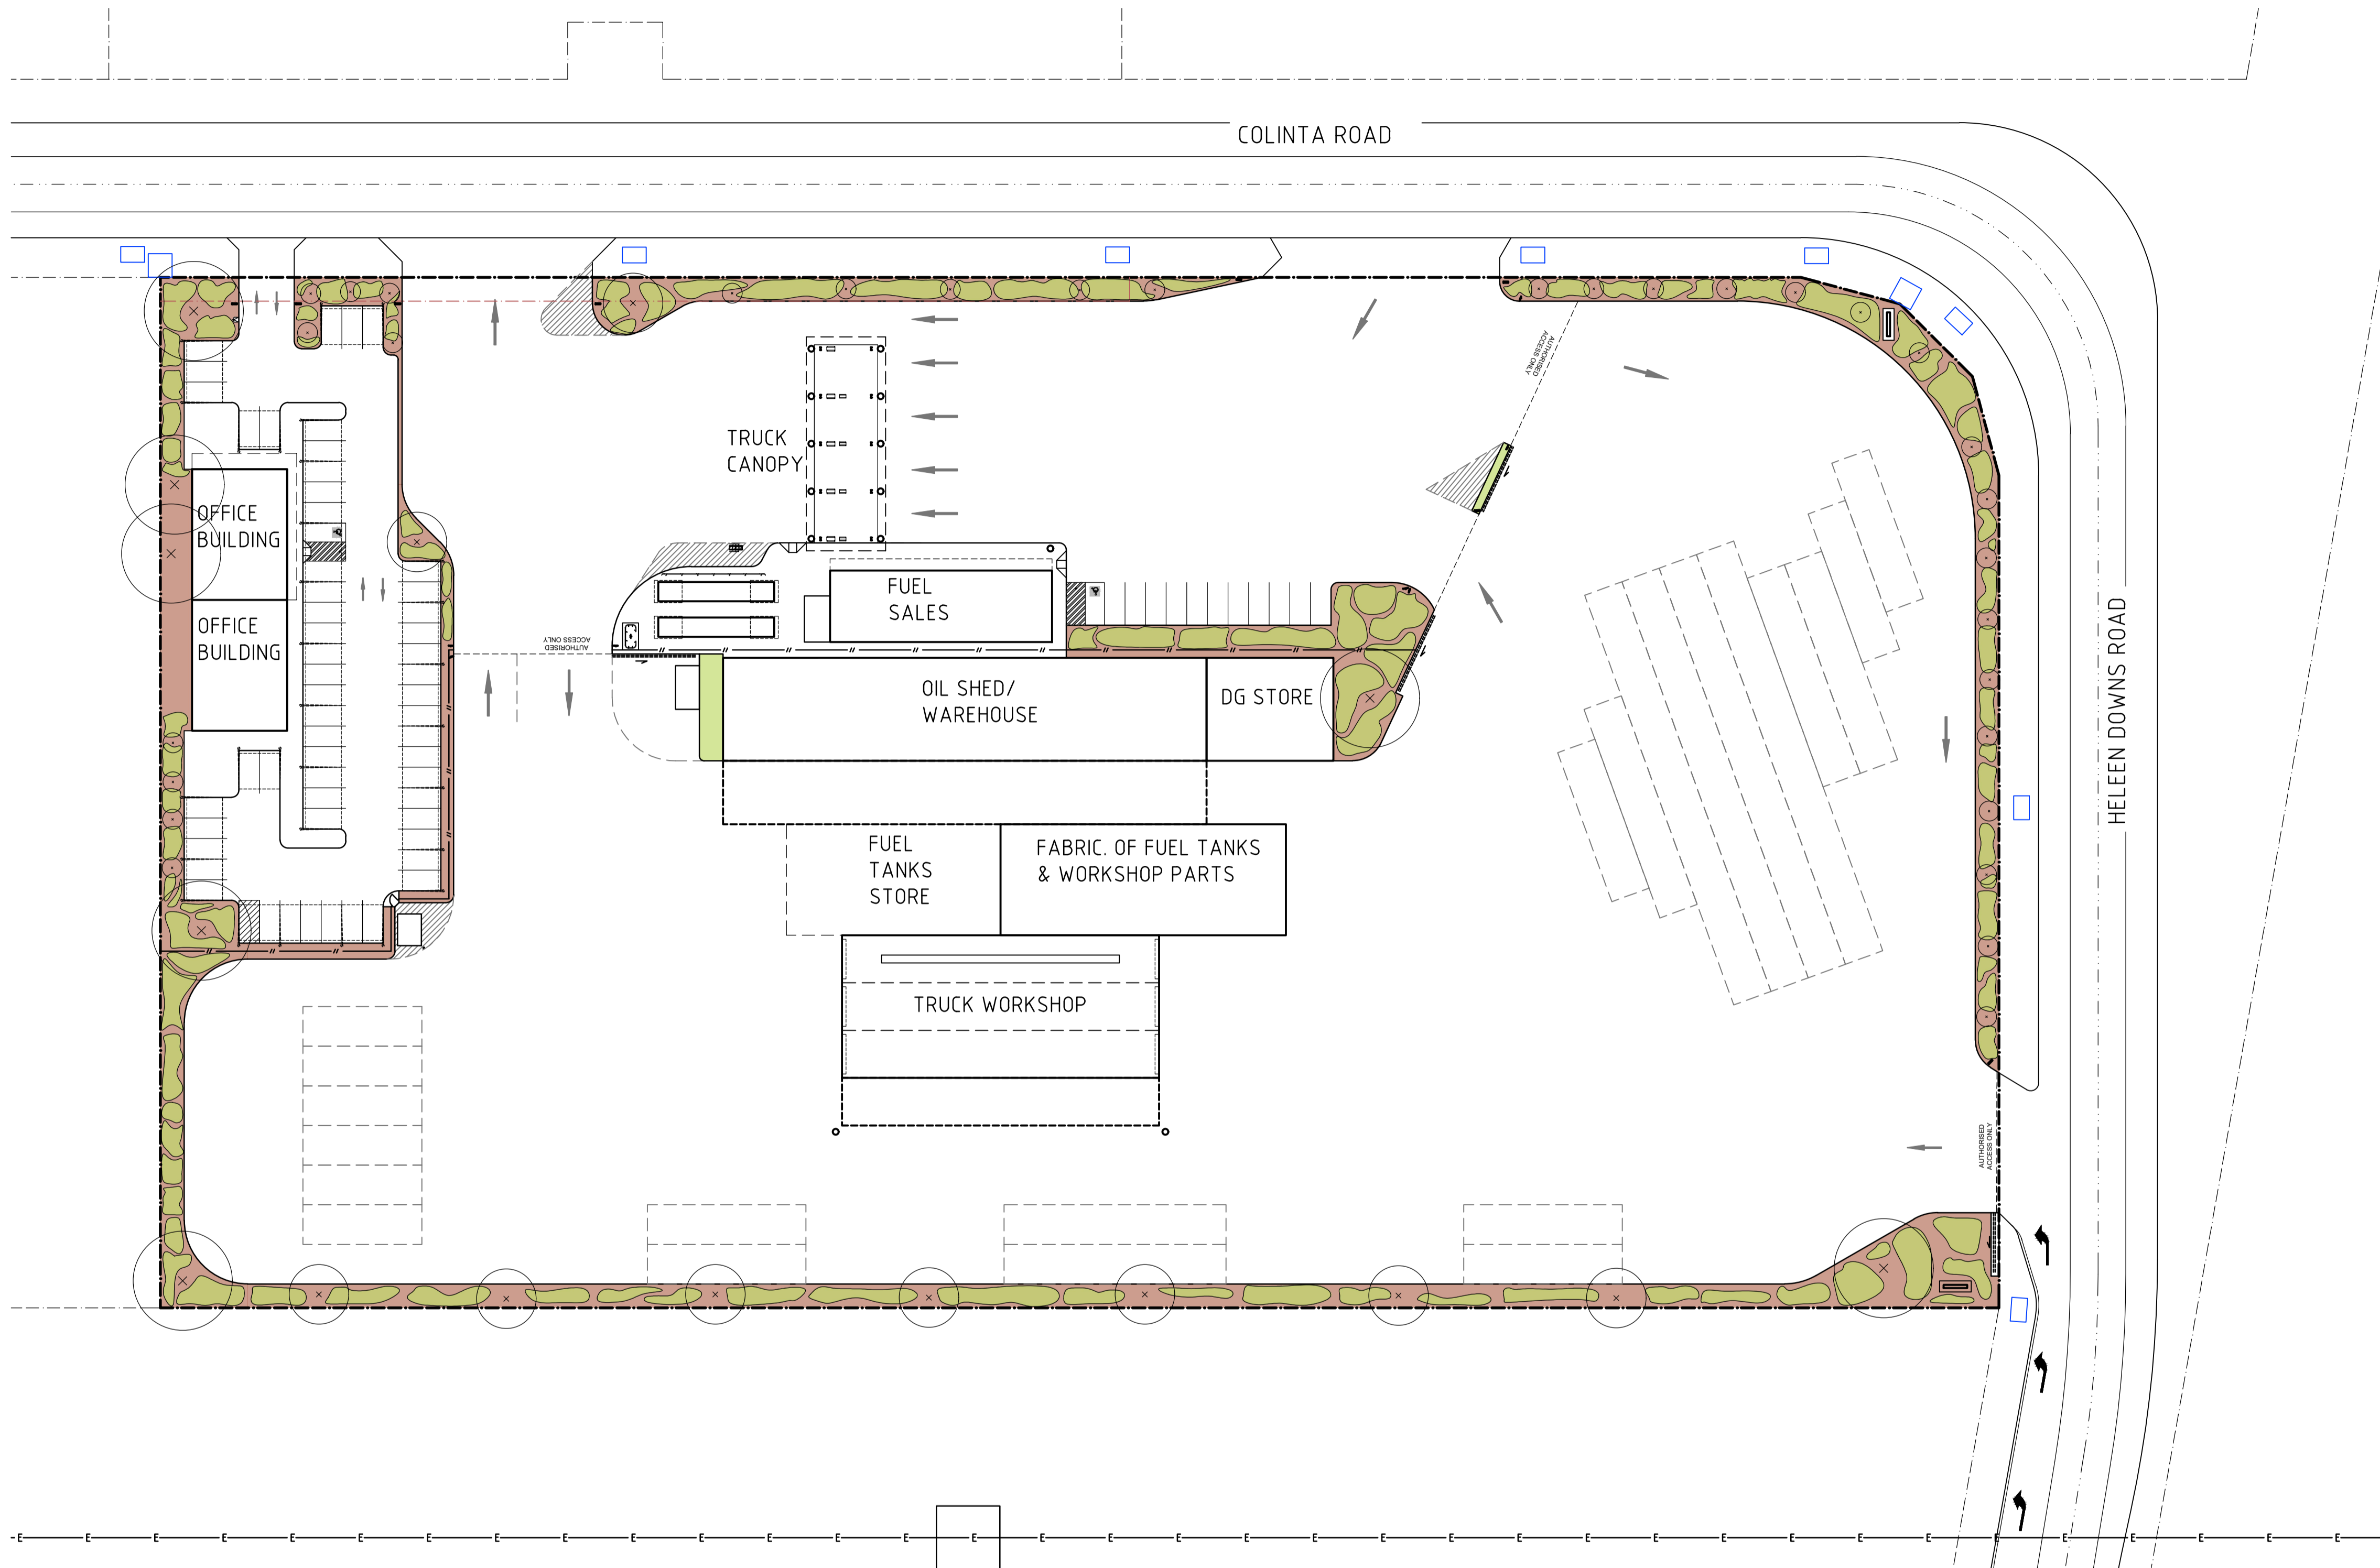 COLINTA ROAD
AUTHORISED
ACCESS ONLY
TRUCK
CANOPY
OFFICE
BUILDING
FUEL
SALES
OFFICE
BUILDING
AUTHORISED
ACCESS ONLY
OIL SHED/
WAREHOUSE
DG STORE
HELEEN DOWNS ROAD
FUEL
TANKS
STORE
FABRIC. OF FUEL TANKS
& WORKSHOP PARTS
TRUCK WORKSHOP
AUTHORISED
ACCESS ONLY
E E E E E E E E E E E E E E E E E E E E E E E E E E E E E E E E E E E